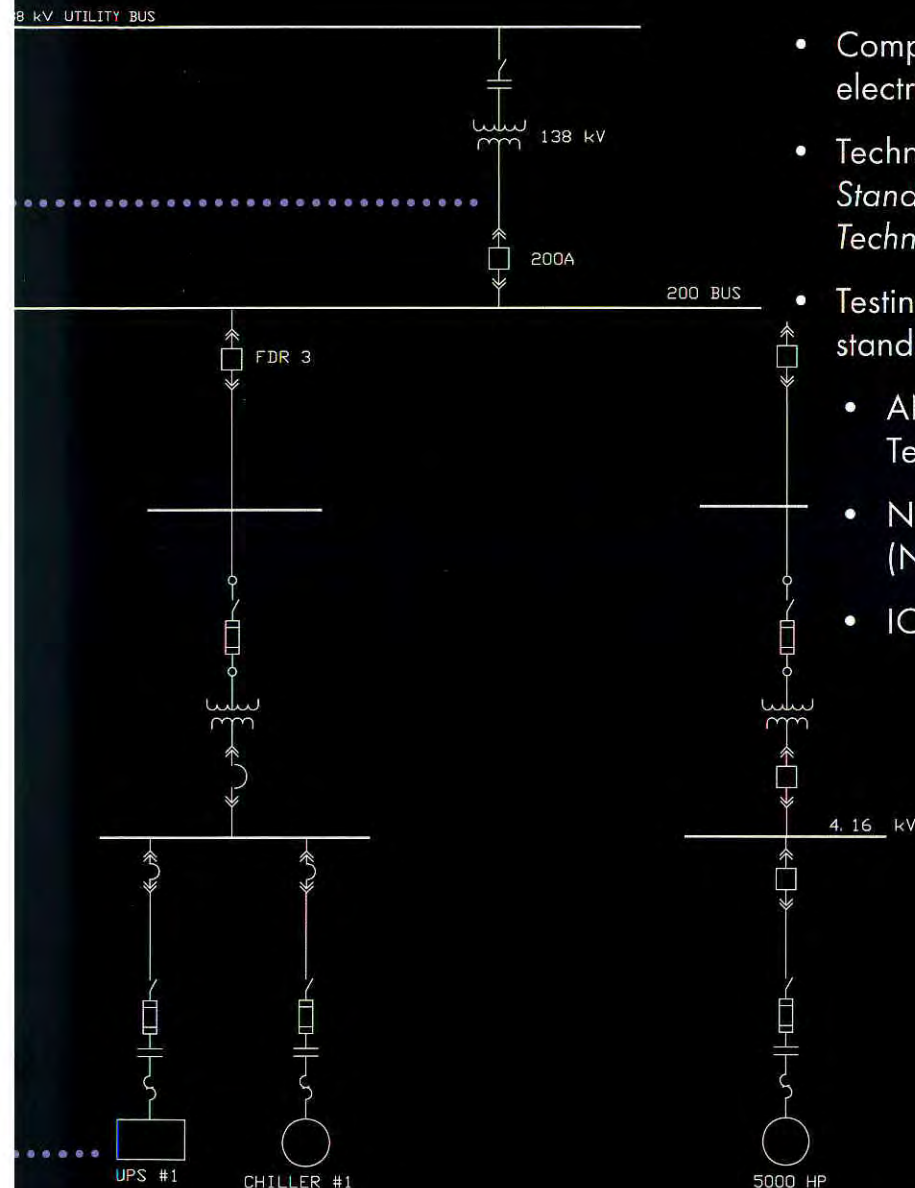 8 kV UTILITY BUS
138 kV
200A
200 BUS
FDR 3
4.16 kV
UPS #1
CHILLER #1
5000 HP
• Comp
electr
• Techn
Stand
Techn
• Testin
stand
• Te
• N
(N